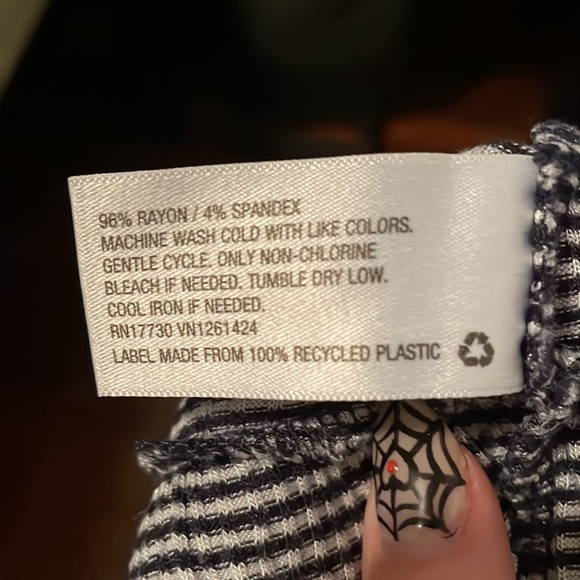 96% RAYON / 4% SPANDEX
MACHINE WASH COLD WITH LIKE COLORS.
GENTLE CYCLE. ONLY NON-CHLORINE
BLEACH IF NEEDED. TUMBLE DRY LOW.
COOL IRON IF NEEDED.
RN17730 VN1261424
LABEL MADE FROM 100% RECYCLED PLASTIC